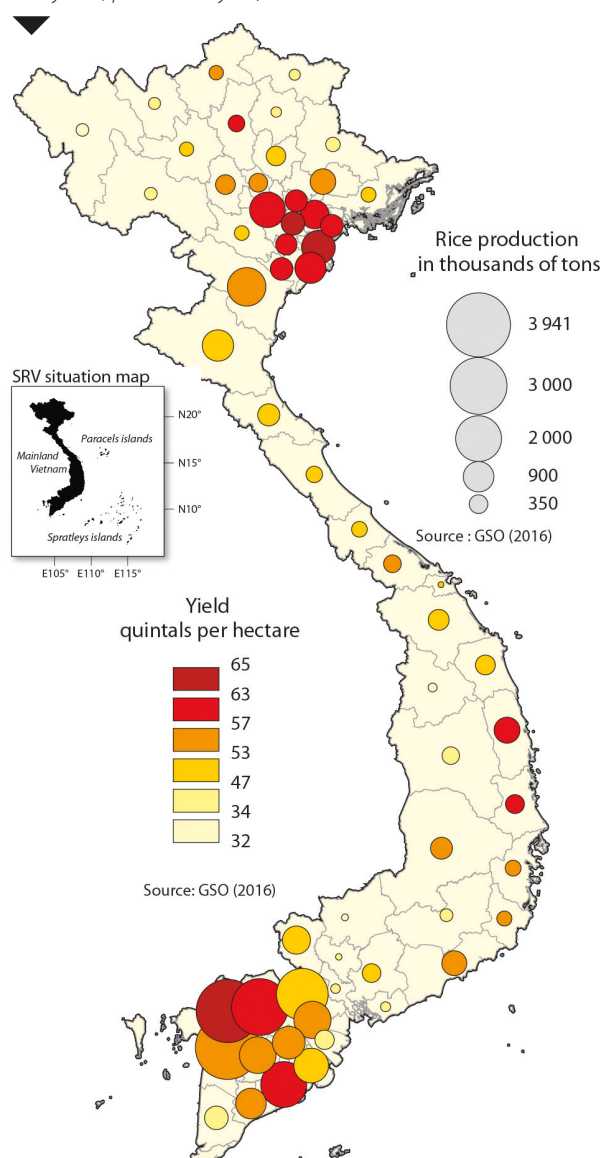 Rice production
in thousands of tons
3 941
3 000
2 000
900
350
Source : GSO (2016)
SRV situation map
N20°
Paracels islands
Mainland
Vietnam
N15°
N10°
Spratleys islands
E105° E110° E115°
Yield
quintals per hectare
65
63
57
53
47
34
32
Source: GSO (2016)